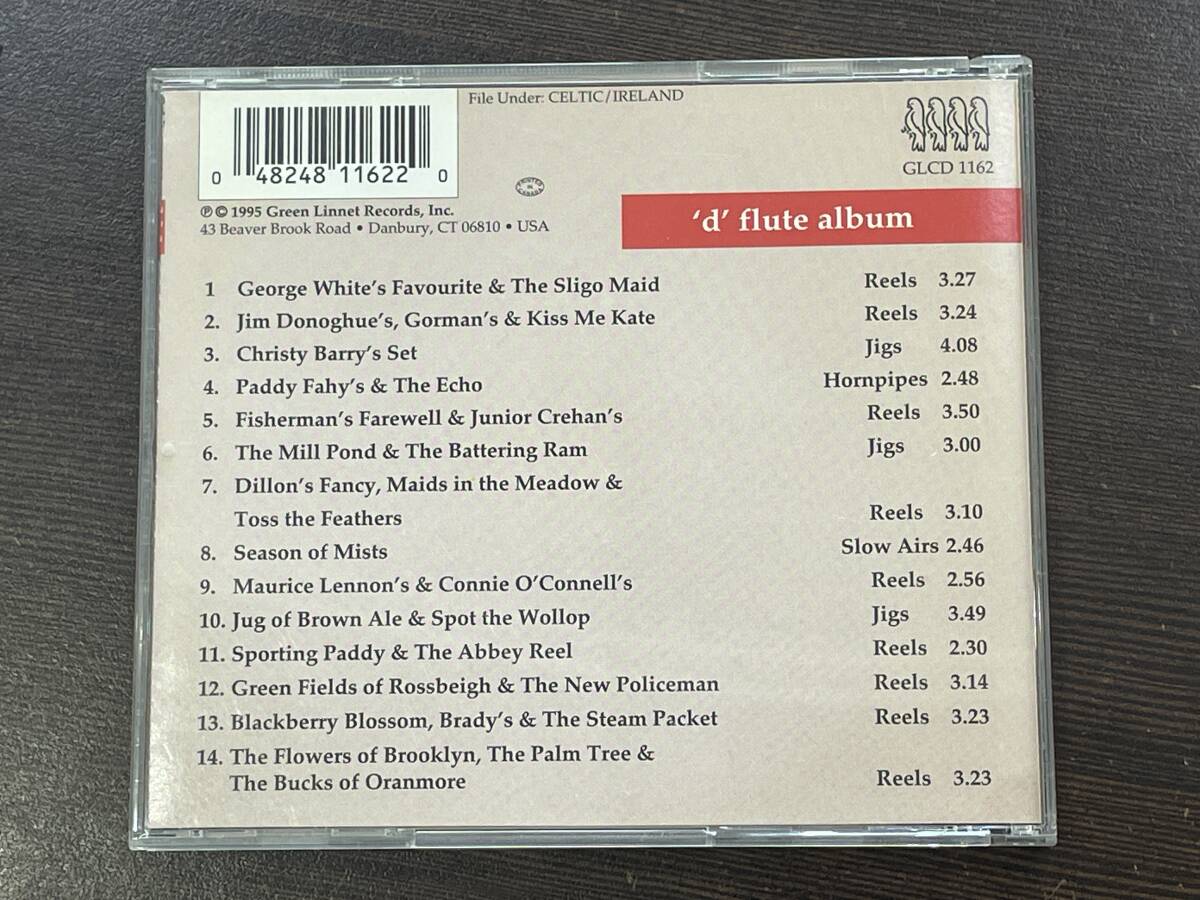 File Under: CELTIC/IRELAND
0 48248 11622 0
PRINTED IN CANADA
GLCD 1162
℗ © 1995 Green Linnet Records, Inc.
43 Beaver Brook Road • Danbury, CT 06810 • USA
‘d’ flute album
1 George White's Favourite & The Sligo Maid Reels 3.27
2. Jim Donoghue's, Gorman's & Kiss Me Kate Reels 3.24
3. Christy Barry's Set Jigs 4.08
4. Paddy Fahy's & The Echo Hornpipes 2.48
5. Fisherman's Farewell & Junior Crehan's Reels 3.50
6. The Mill Pond & The Battering Ram Jigs 3.00
7. Dillon's Fancy, Maids in the Meadow &
Toss the Feathers Reels 3.10
8. Season of Mists Slow Airs 2.46
9. Maurice Lennon's & Connie O'Connell's Reels 2.56
10. Jug of Brown Ale & Spot the Wollop Jigs 3.49
11. Sporting Paddy & The Abbey Reel Reels 2.30
12. Green Fields of Rossbeigh & The New Policeman Reels 3.14
13. Blackberry Blossom, Brady's & The Steam Packet Reels 3.23
14. The Flowers of Brooklyn, The Palm Tree &
The Bucks of Oranmore Reels 3.23